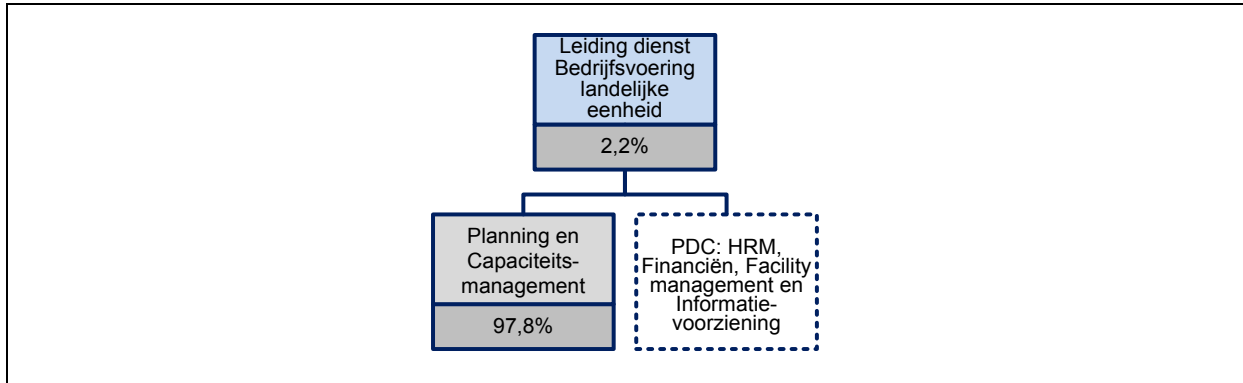 Leiding dienst
Bedrijfsvoering
landelijke
eenheid
2,2%
Planning en
Capaciteits-
management
97,8%
PDC: HRM,
Financiën, Facility
management en
Informatie-
voorziening